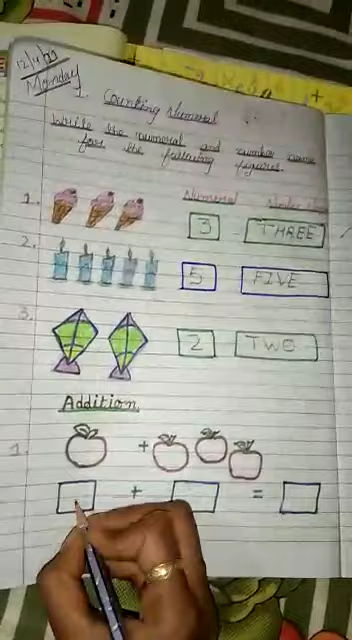 Monday
Counting Numeral
Write the numeral and number name
for the following figures.
Numeral
1. 3 THREE
2. 5 FIVE
3. 2 TWO
Addition
1. +
+ =